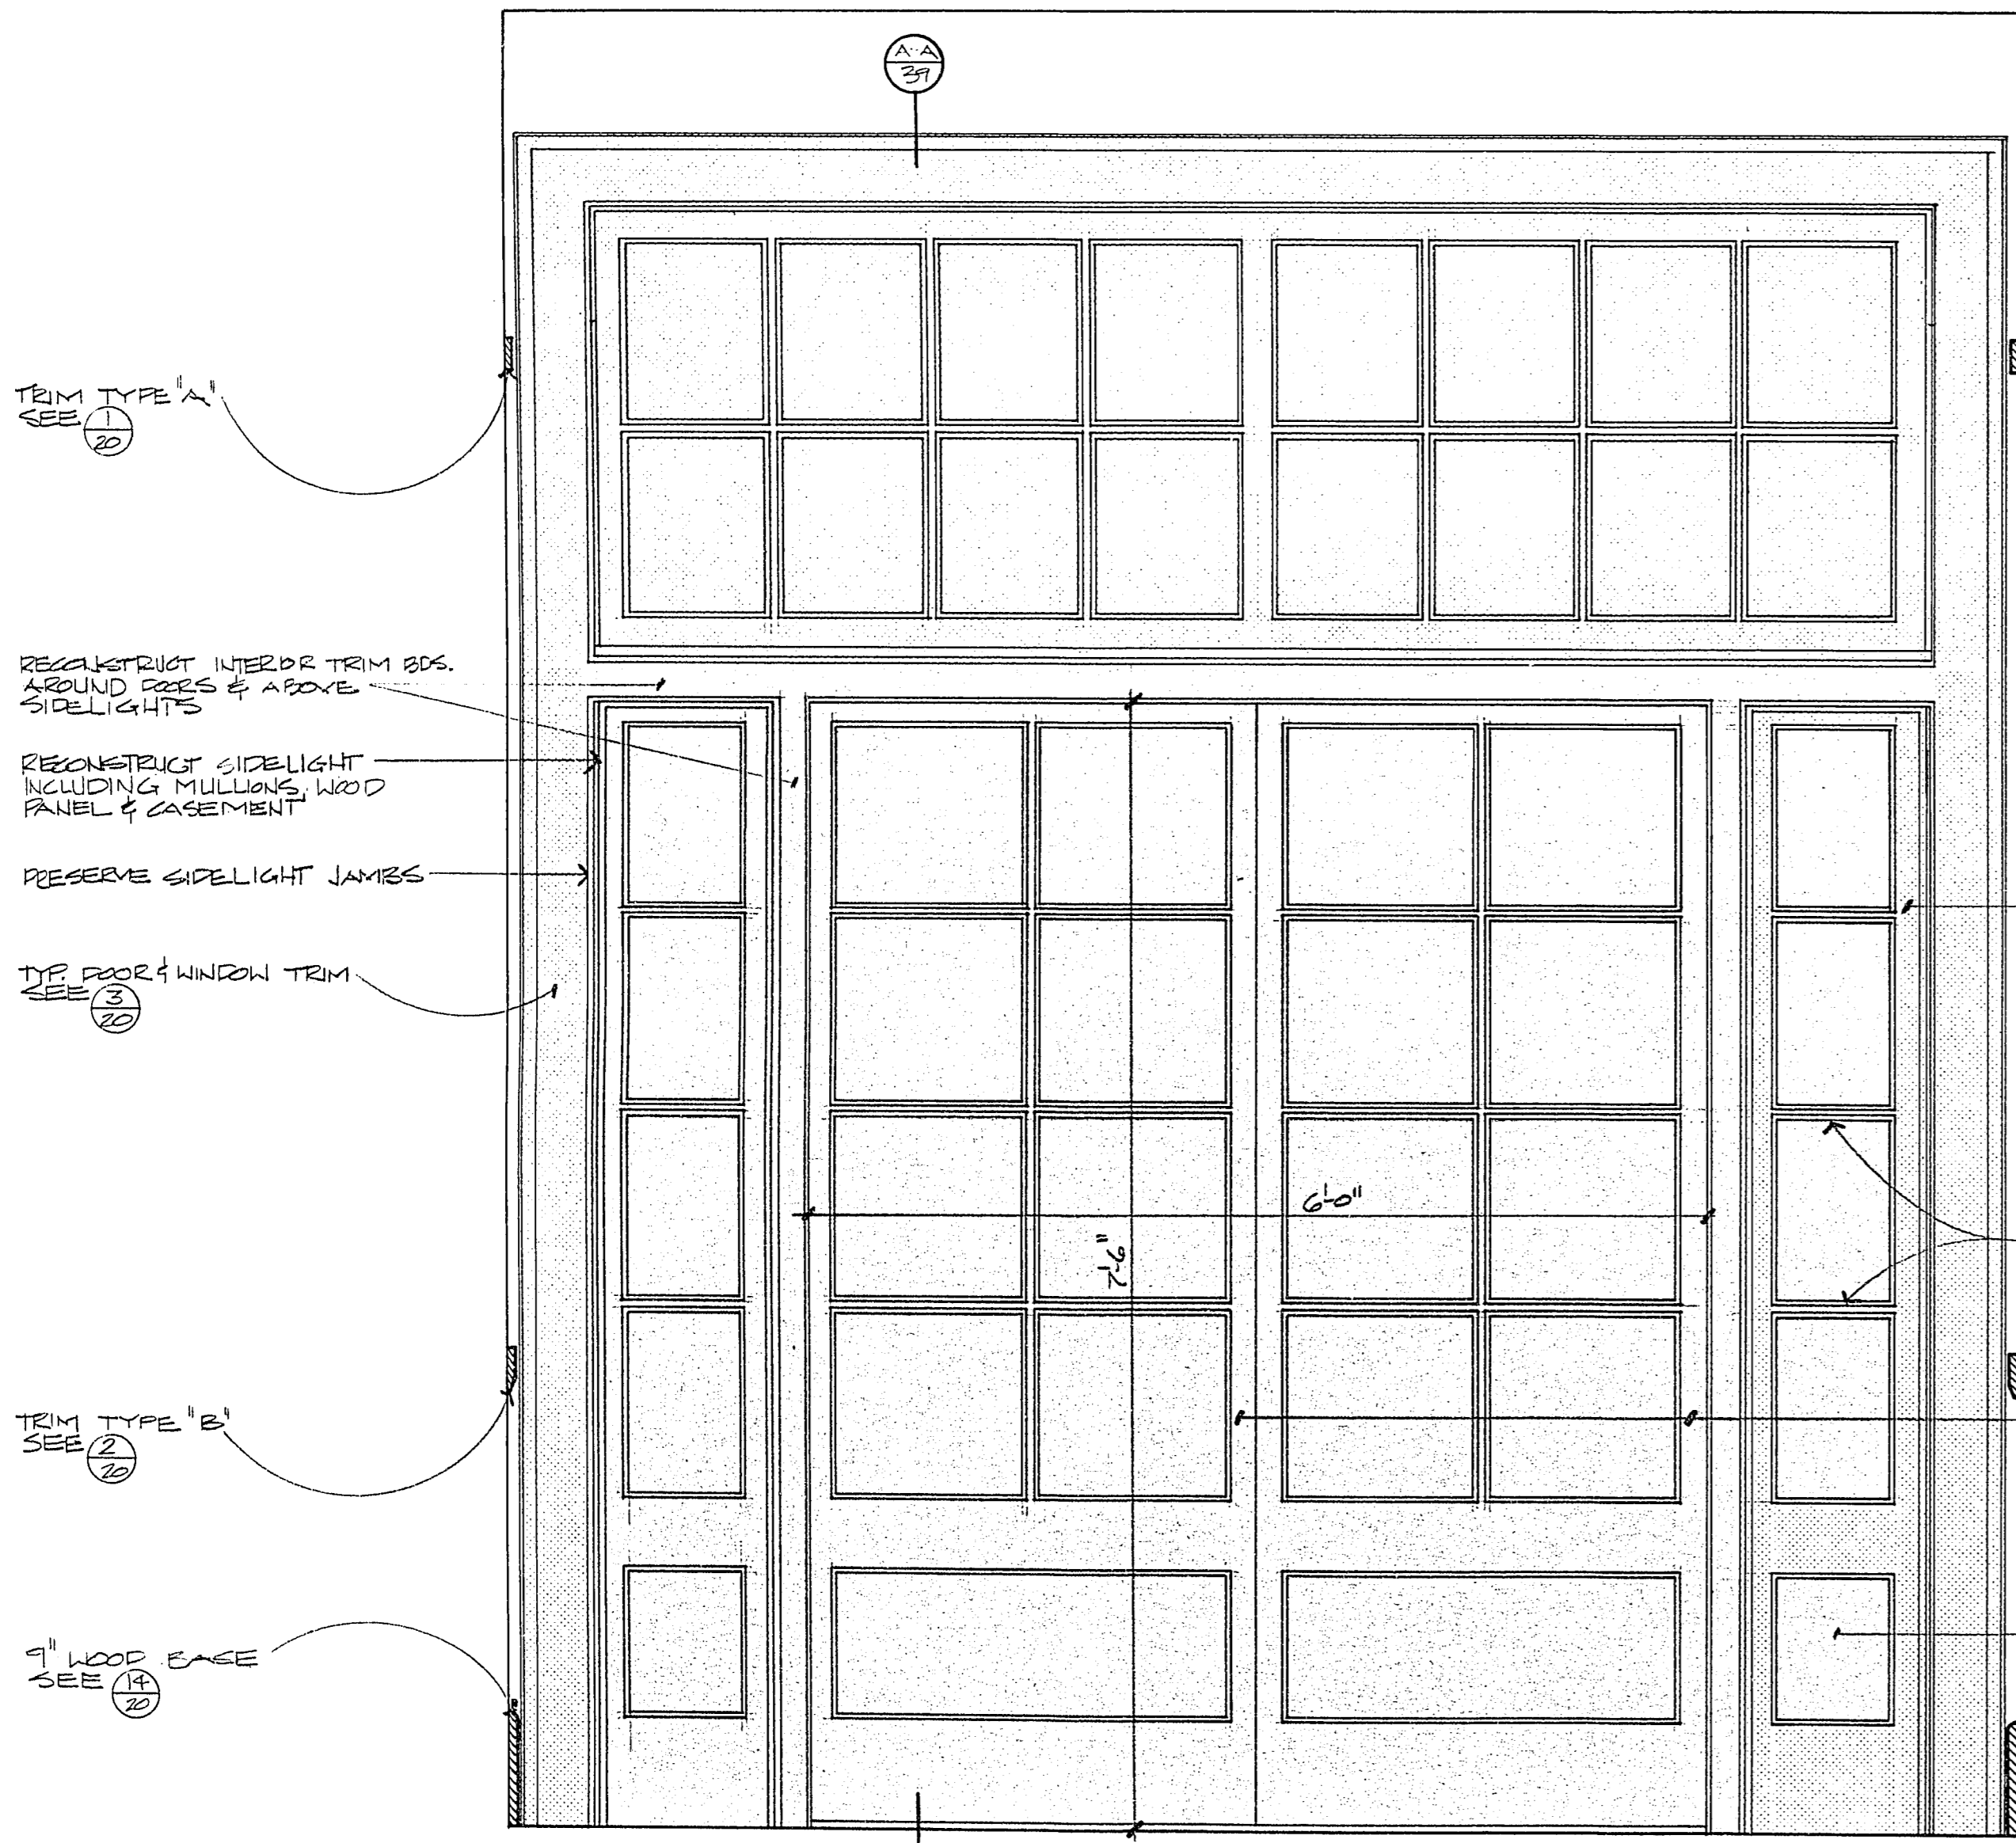 A-A
39
TRIM TYPE "A"
SEE 1
20
RECONSTRUCT INTERIOR TRIM BDS.
AROUND DOORS & ABOVE
SIDELIGHTS
RECONSTRUCT SIDELIGHT
INCLUDING MULLIONS, WOOD
PANEL & CASEMENT
PRESERVE SIDELIGHT JAMBS
TYP. DOOR & WINDOW TRIM
SEE 3
20
6'-0"
7'-6"
TRIM TYPE "B"
SEE 2
20
9" WOOD BASE
SEE 14
20